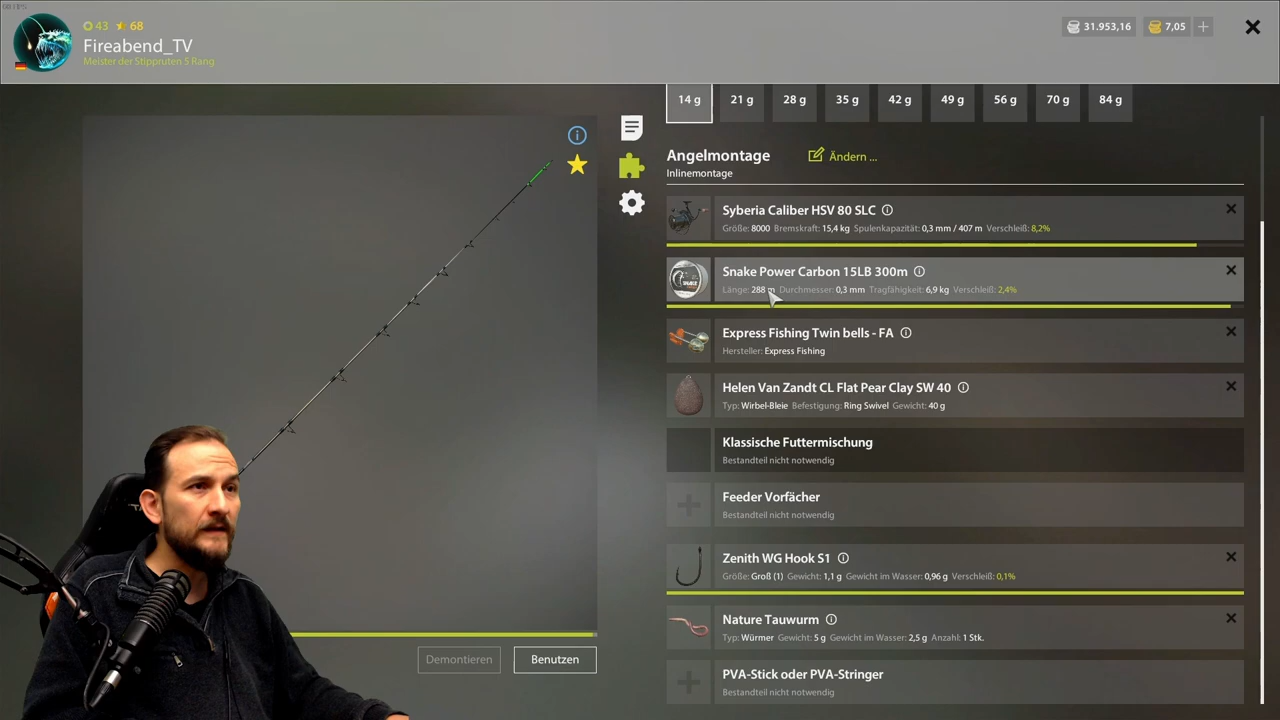 43 68
Fireabend_TV
Meister der Stippruten 5 Rang
31.953,16 7,05
14 g 21 g 28 g 35 g 42 g 49 g 56 g 70 g 84 g
Angelmontage Ändern ...
Inlinemontage
Syberia Caliber HSV 80 SLC
Größe: 8000 Bremskraft: 15,4 kg Spulenkapazität: 0,3 mm / 407 m Verschleiß: 8,2%
Snake Power Carbon 15LB 300m
Länge: 288 m Durchmesser: 0,3 mm Tragfähigkeit: 6,9 kg Verschleiß: 2,4%
Express Fishing Twin bells - FA
Hersteller: Express Fishing
Helen Van Zandt CL Flat Pear Clay SW 40
Typ: Wirbel-Bleie Befestigung: Ring Swivel Gewicht: 40 g
Klassische Futtermischung
Bestandteil nicht notwendig
Feeder Vorfächer
Bestandteil nicht notwendig
Zenith WG Hook S1
Größe: Groß (1) Gewicht: 1,1 g Gewicht im Wasser: 0,96 g Verschleiß: 0,1%
Nature Tauwurm
Typ: Würmer Gewicht: 5 g Gewicht im Wasser: 2,5 g Anzahl: 1 Stk.
PVA-Stick oder PVA-Stringer
Bestandteil nicht notwendig
Demontieren Benutzen